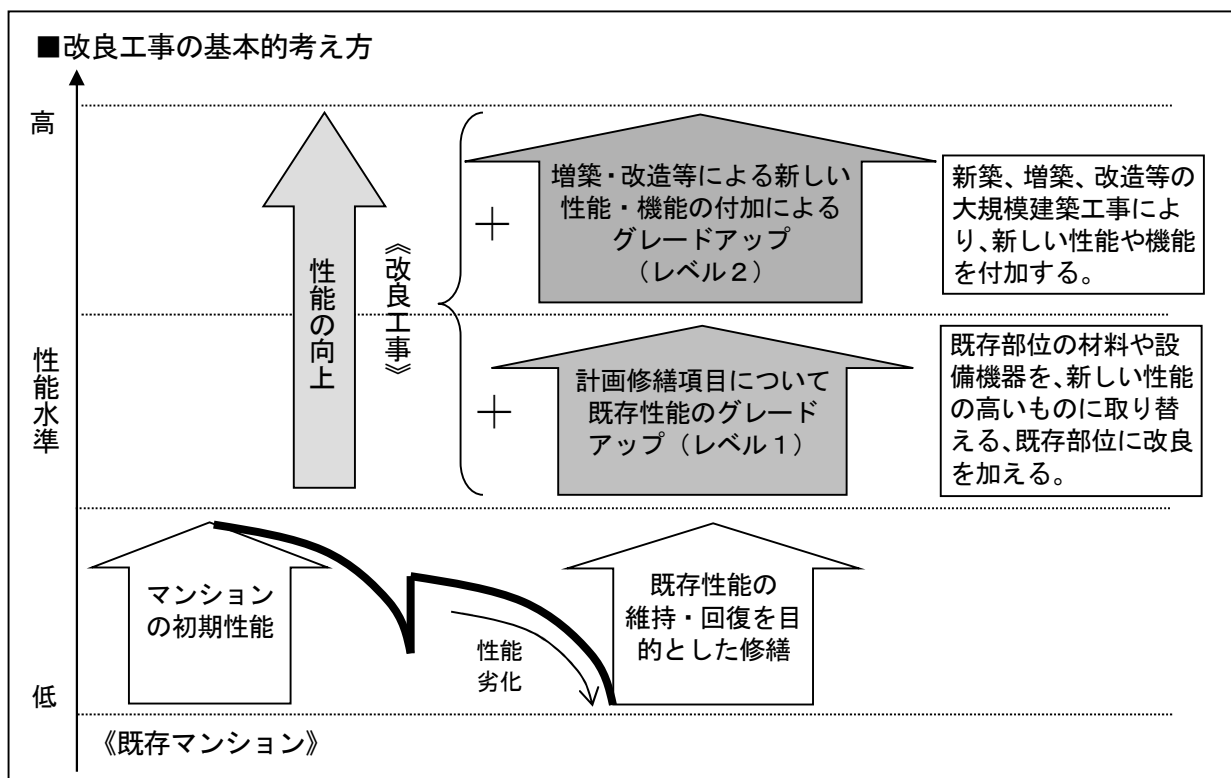 ■改良工事の基本的考え方
高
性能水準
低
性能の向上
《改良工事》
＋
増築・改造等による新しい
性能・機能の付加による
グレードアップ
（レベル２）
新築、増築、改造等の
大規模建築工事によ
り、新しい性能や機能
を付加する。
＋
計画修繕項目について
既存性能のグレード
アップ（レベル１）
既存部位の材料や設
備機器を、新しい性能
の高いものに取り替
える、既存部位に改良
を加える。
マンション
の初期性能
性能
劣化
既存性能の
維持・回復を目
的とした修繕
《既存マンション》